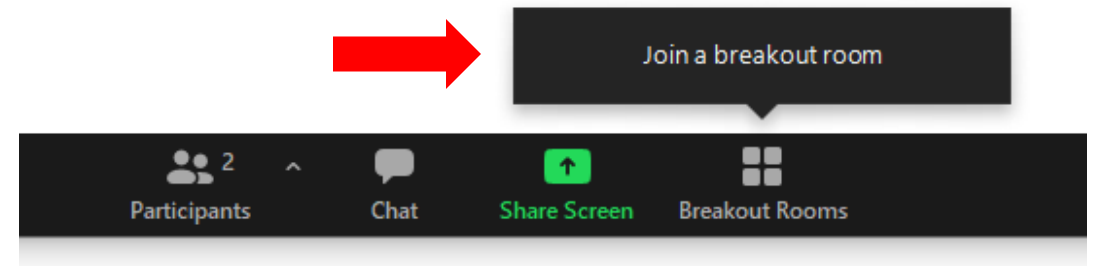 Join a breakout room
2
Participants
Chat
Share Screen
Breakout Rooms